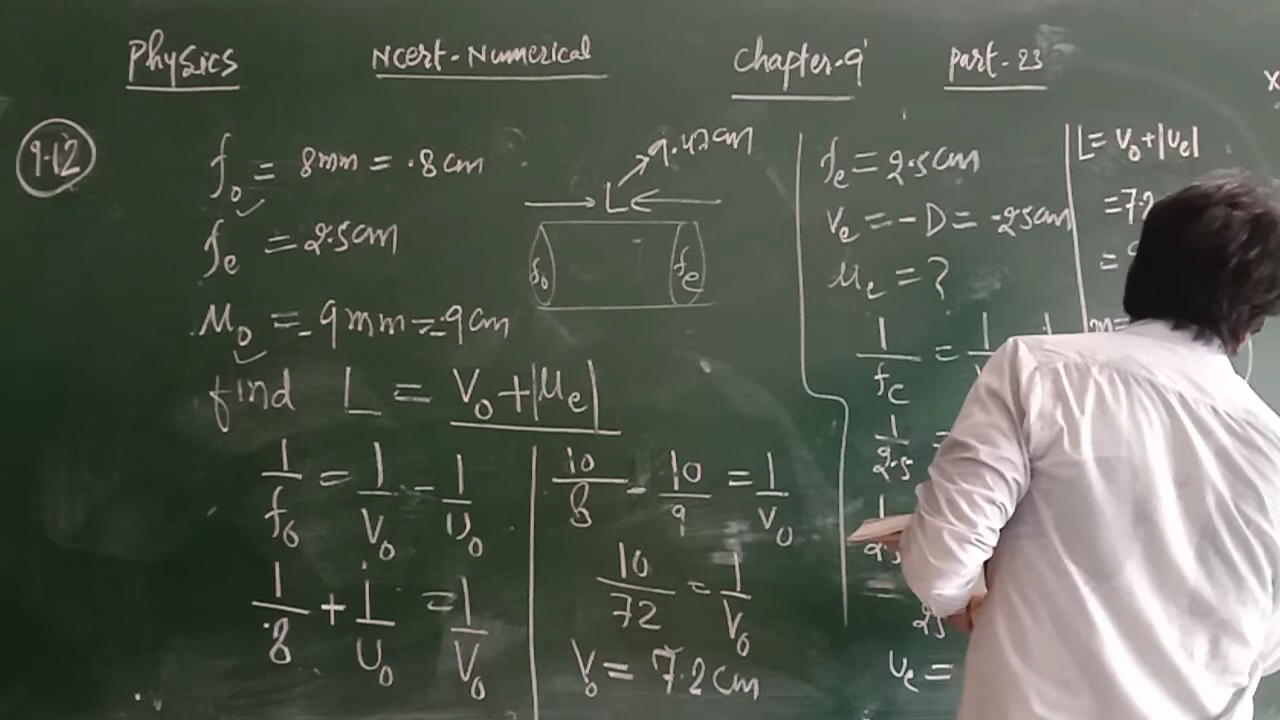 Physics Ncert-Numerical Chapter-9 Part-23
9.12
f₀ = 8mm = .8cm
fe = 2.5cm
u₀ = -9mm = -.9cm
find L = V₀+|ue|
9.42cm
L
f₀ fe
1/f₀ = 1/V₀ - 1/U₀
1/.8 + 1/U₀ = 1/V₀
10/8 - 10/9 = 1/V₀
10/72 = 1/V₀
V₀ = 7.2cm
fe = 2.5cm
Ve = -D = -25cm
ue = ?
1/fe = 1/
1/2.5 =
ue =
L = V₀+|ue|
=7.2